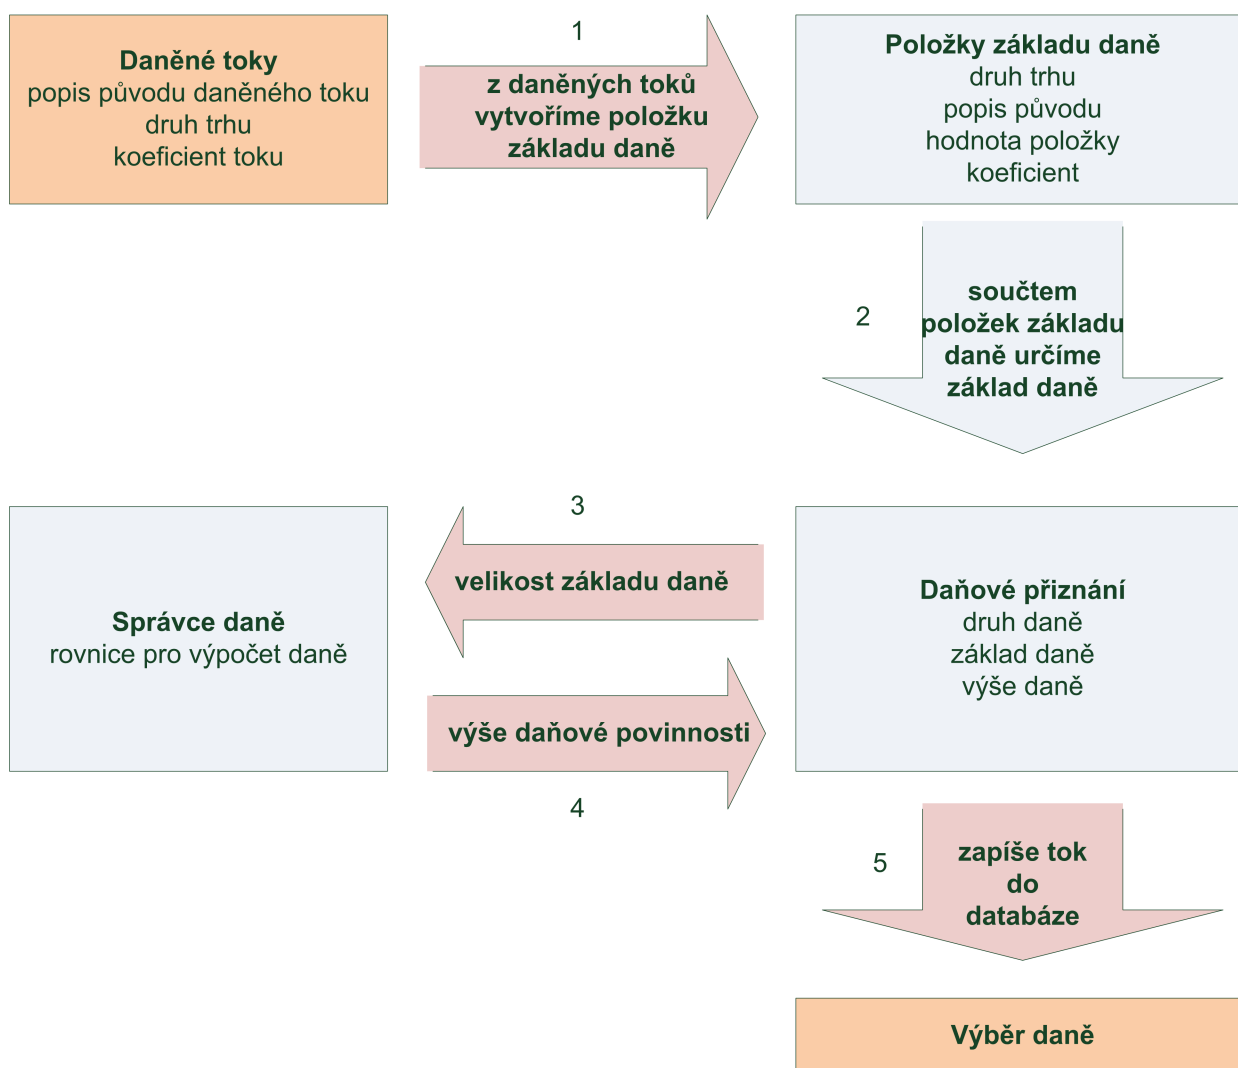 Daněné toky
popis původu daněného toku
druh trhu
koeficient toku
1
z daněných toků
vytvoříme položku
základu daně
Položky základu daně
druh trhu
popis původu
hodnota položky
koeficient
2
součtem
položek základu
daně určíme
základ daně
3
velikost základu daně
Správce daně
rovnice pro výpočet daně
Daňové přiznání
druh daně
základ daně
výše daně
výše daňové povinnosti
4
5
zapíše tok
do
databáze
Výběr daně